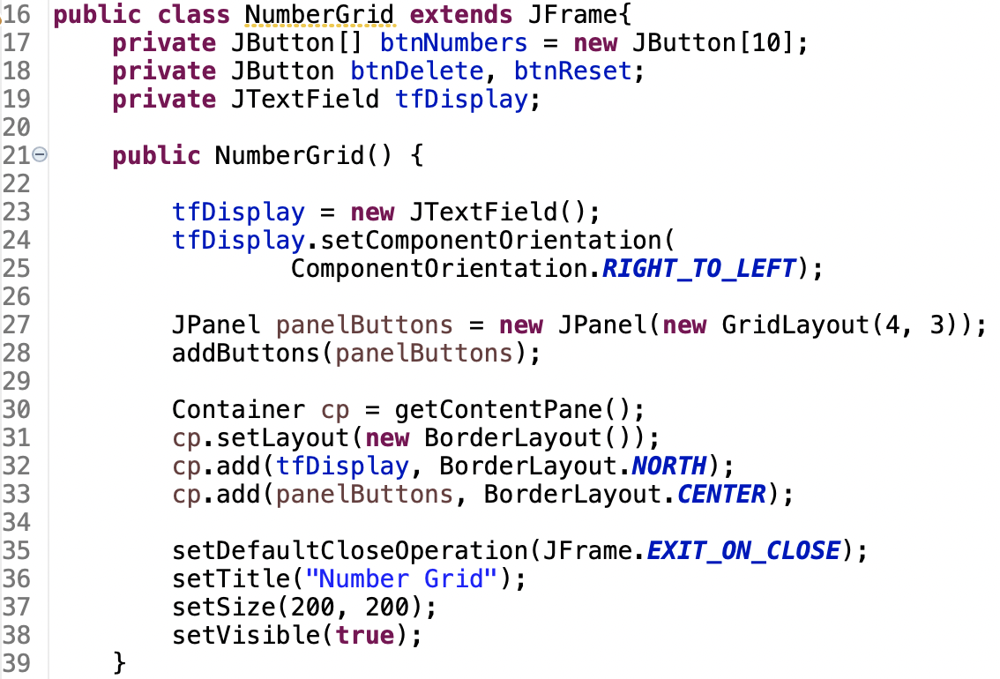 16 public class NumberGrid extends JFrame{
17     private JButton[] btnNumbers = new JButton[10];
18     private JButton btnDelete, btnReset;
19     private JTextField tfDisplay;
20
21     public NumberGrid() {
22
23         tfDisplay = new JTextField();
24         tfDisplay.setComponentOrientation(
25                 ComponentOrientation.RIGHT_TO_LEFT);
26
27         JPanel panelButtons = new JPanel(new GridLayout(4, 3));
28         addButtons(panelButtons);
29
30         Container cp = getContentPane();
31         cp.setLayout(new BorderLayout());
32         cp.add(tfDisplay, BorderLayout.NORTH);
33         cp.add(panelButtons, BorderLayout.CENTER);
34
35         setDefaultCloseOperation(JFrame.EXIT_ON_CLOSE);
36         setTitle("Number Grid");
37         setSize(200, 200);
38         setVisible(true);
39     }